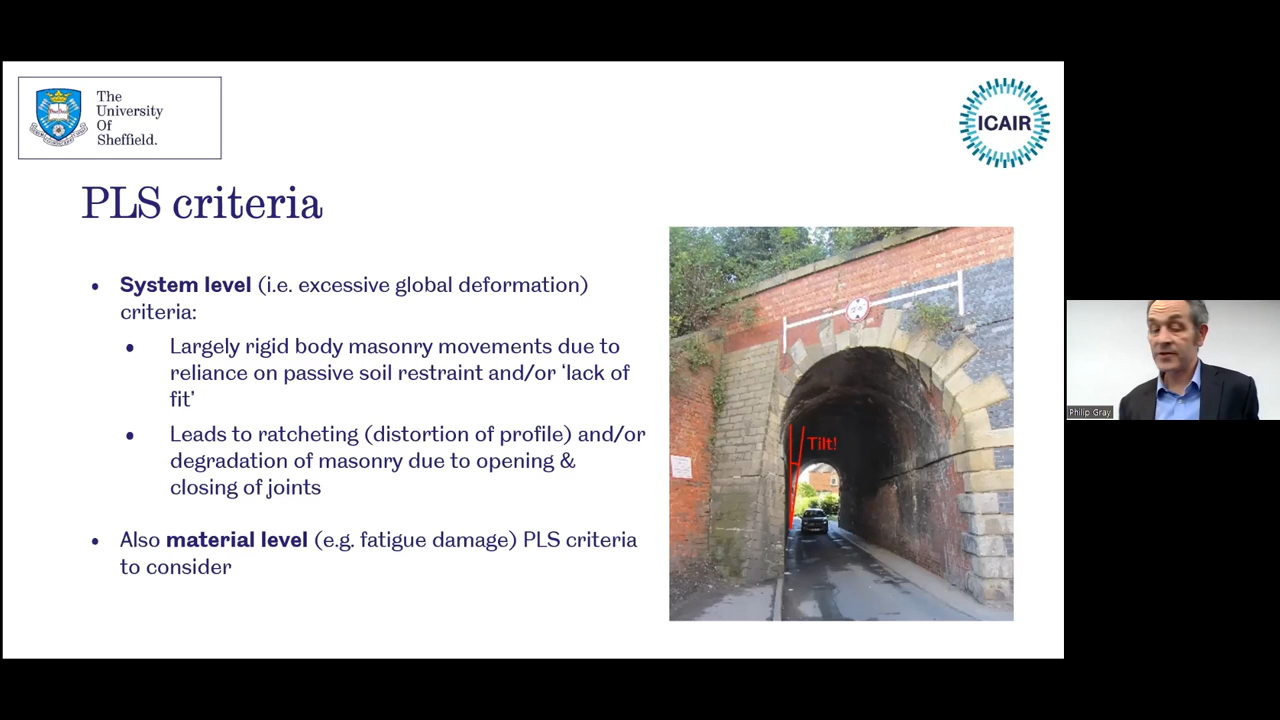 The
University
Of
Sheffield.
ICAIR
PLS criteria
• System level (i.e. excessive global deformation)
criteria:
• Largely rigid body masonry movements due to
reliance on passive soil restraint and/or ‘lack of
fit’
• Leads to ratcheting (distortion of profile) and/or
degradation of masonry due to opening &
closing of joints
• Also material level (e.g. fatigue damage) PLS criteria
to consider
Tilt!
Philip Gray